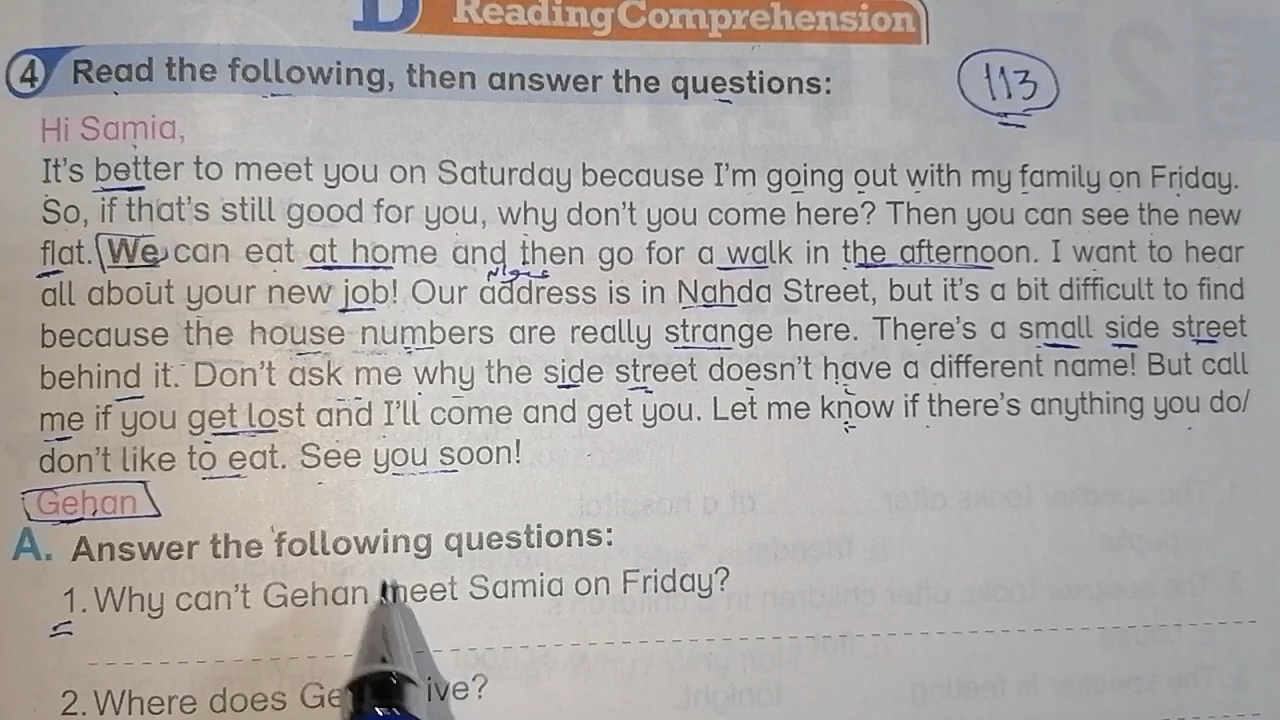 D Reading Comprehension
4 Read the following, then answer the questions:
113
Hi Samia,
It's better to meet you on Saturday because I'm going out with my family on Friday.
So, if that's still good for you, why don't you come here? Then you can see the new
flat. We can eat at home and then go for a walk in the afternoon. I want to hear
عنوان
all about your new job! Our address is in Nahda Street, but it's a bit difficult to find
because the house numbers are really strange here. There's a small side street
behind it. Don't ask me why the side street doesn't have a different name! But call
me if you get lost and I'll come and get you. Let me know if there's anything you do/
don't like to eat. See you soon!
Gehan
A. Answer the following questions:
1. Why can't Gehan meet Samia on Friday?
2. Where does